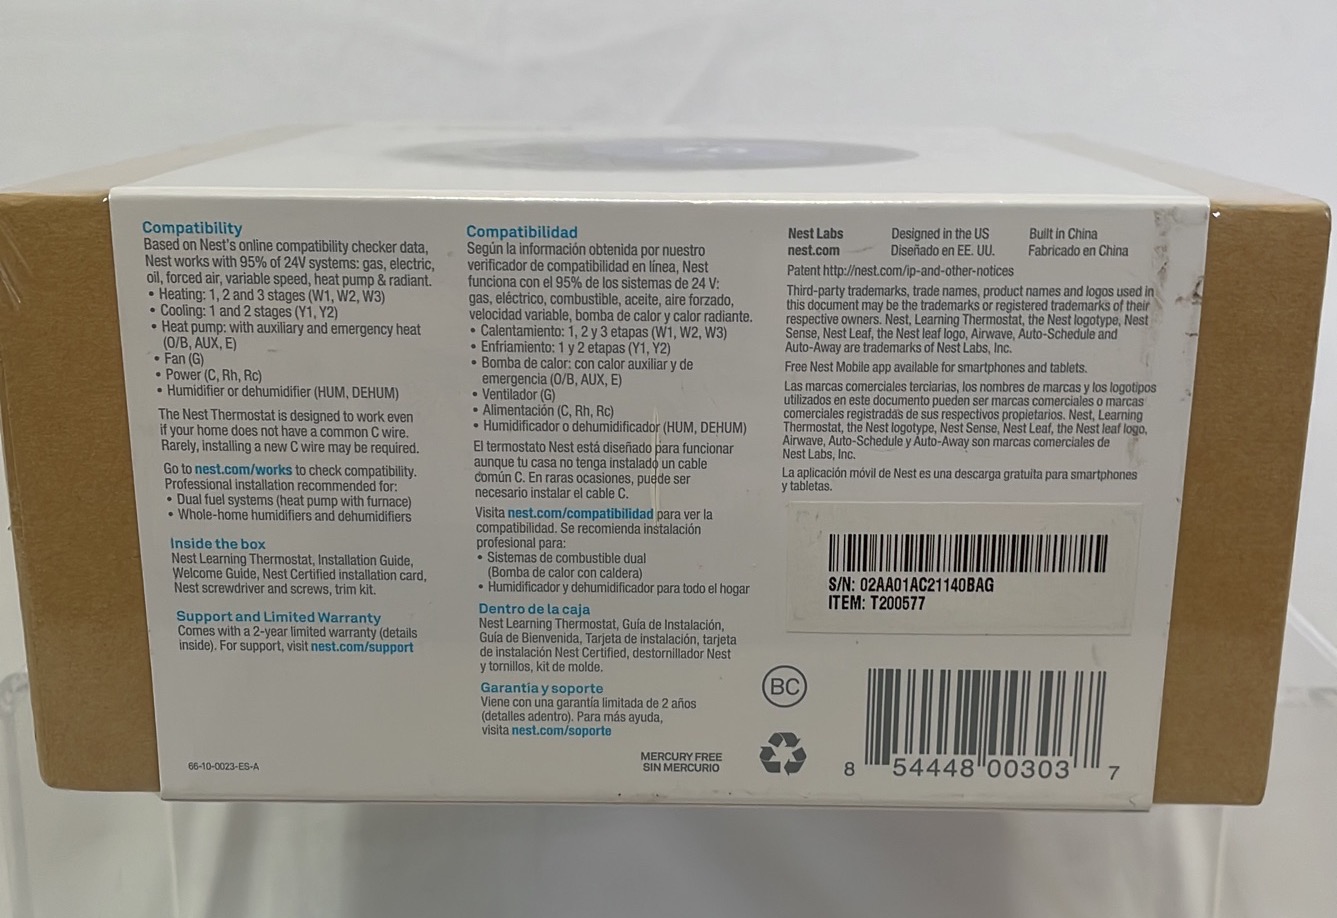 Compatibility
Based on Nest's online compatibility checker data,
Nest works with 95% of 24V systems: gas, electric,
oil, forced air, variable speed, heat pump & radiant.
• Heating: 1, 2 and 3 stages (W1, W2, W3)
• Cooling: 1 and 2 stages (Y1, Y2)
• Heat pump: with auxiliary and emergency heat
(O/B, AUX, E)
• Fan (G)
• Power (C, Rh, Rc)
• Humidifier or dehumidifier (HUM, DEHUM)
The Nest Thermostat is designed to work even
if your home does not have a common C wire.
Rarely, installing a new C wire may be required.
Go to nest.com/works to check compatibility.
Professional installation recommended for:
• Dual fuel systems (heat pump with furnace)
• Whole-home humidifiers and dehumidifiers
Inside the box
Nest Learning Thermostat, Installation Guide,
Welcome Guide, Nest Certified installation card,
Nest screwdriver and screws, trim kit.
Support and Limited Warranty
Comes with a 2-year limited warranty (details
inside). For support, visit nest.com/support
66-10-0023-ES-A
Compatibilidad
Según la información obtenida por nuestro
verificador de compatibilidad en línea, Nest
funciona con el 95% de los sistemas de 24 V:
gas, eléctrico, combustible, aceite, aire forzado,
velocidad variable, bomba de calor y calor radiante.
• Calentamiento: 1, 2 y 3 etapas (W1, W2, W3)
• Enfriamiento: 1 y 2 etapas (Y1, Y2)
• Bomba de calor: con calor auxiliar y de
emergencia (O/B, AUX, E)
• Ventilador (G)
• Alimentación (C, Rh, Rc)
• Humidificador o dehumidificador (HUM, DEHUM)
El termostato Nest está diseñado para funcionar
aunque tu casa no tenga instalado un cable
común C. En raras ocasiones, puede ser
necesario instalar el cable C.
Visita nest.com/compatibilidad para ver la
compatibilidad. Se recomienda instalación
profesional para:
• Sistemas de combustible dual
(Bomba de calor con caldera)
• Humidificador y dehumidificador para todo el hogar
Dentro de la caja
Nest Learning Thermostat, Guía de Instalación,
Guía de Bienvenida, Tarjeta de instalación, tarjeta
de instalación Nest Certified, destornillador Nest
y tornillos, kit de molde.
Garantía y soporte
Viene con una garantía limitada de 2 años
(detalles adentro). Para más ayuda,
visita nest.com/soporte
MERCURY FREE
SIN MERCURIO
Nest Labs Designed in the US Built in China
nest.com Diseñado en EE. UU. Fabricado en China
Patent http://nest.com/ip-and-other-notices
Third-party trademarks, trade names, product names and logos used in
this document may be the trademarks or registered trademarks of their
respective owners. Nest, Learning Thermostat, the Nest logotype, Nest
Sense, Nest Leaf, the Nest leaf logo, Airwave, Auto-Schedule and
Auto-Away are trademarks of Nest Labs, Inc.
Free Nest Mobile app available for smartphones and tablets.
Las marcas comerciales terciarias, los nombres de marcas y los logotipos
utilizados en este documento pueden ser marcas comerciales o marcas
comerciales registradas de sus respectivos propietarios. Nest, Learning
Thermostat, the Nest logotype, Nest Sense, Nest Leaf, the Nest leaf logo,
Airwave, Auto-Schedule y Auto-Away son marcas comerciales de
Nest Labs, Inc.
La aplicación móvil de Nest es una descarga gratuita para smartphones
y tabletas.
S/N: 02AA01AC21140BAG
ITEM: T200577
BC
8 54448 00303 7